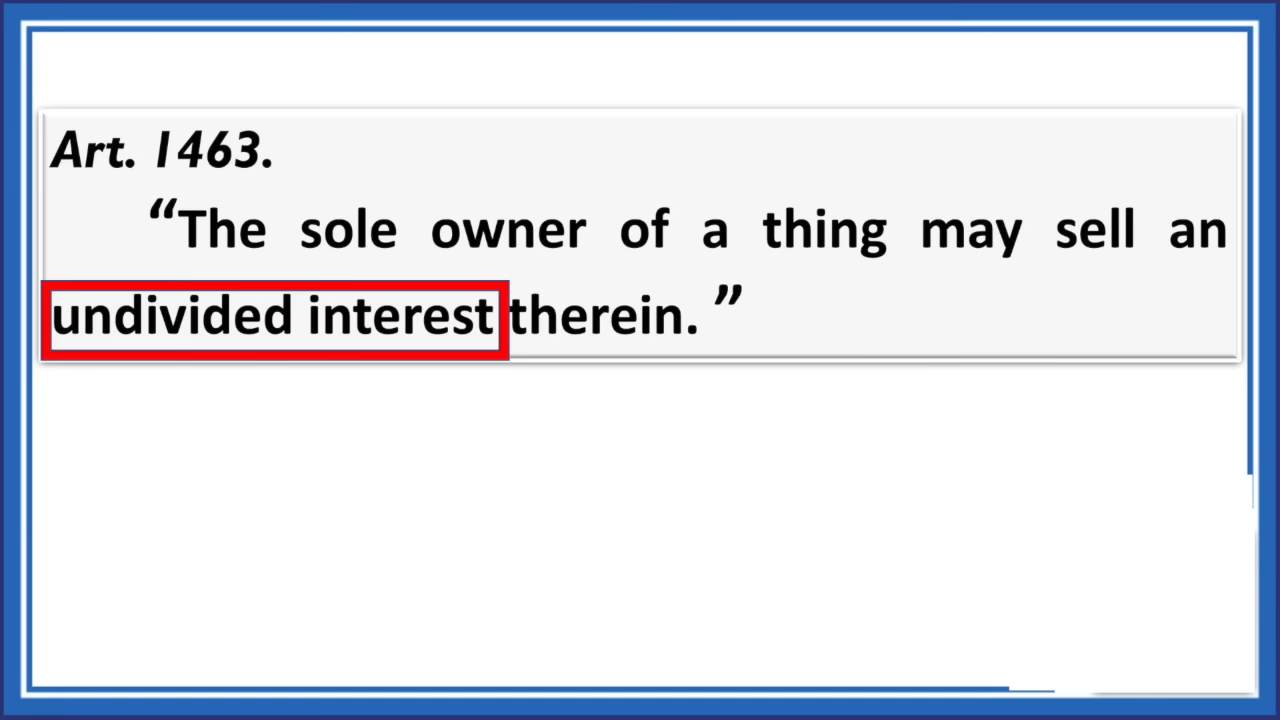 Art. 1463.
“The sole owner of a thing may sell an
undivided interest therein. ”